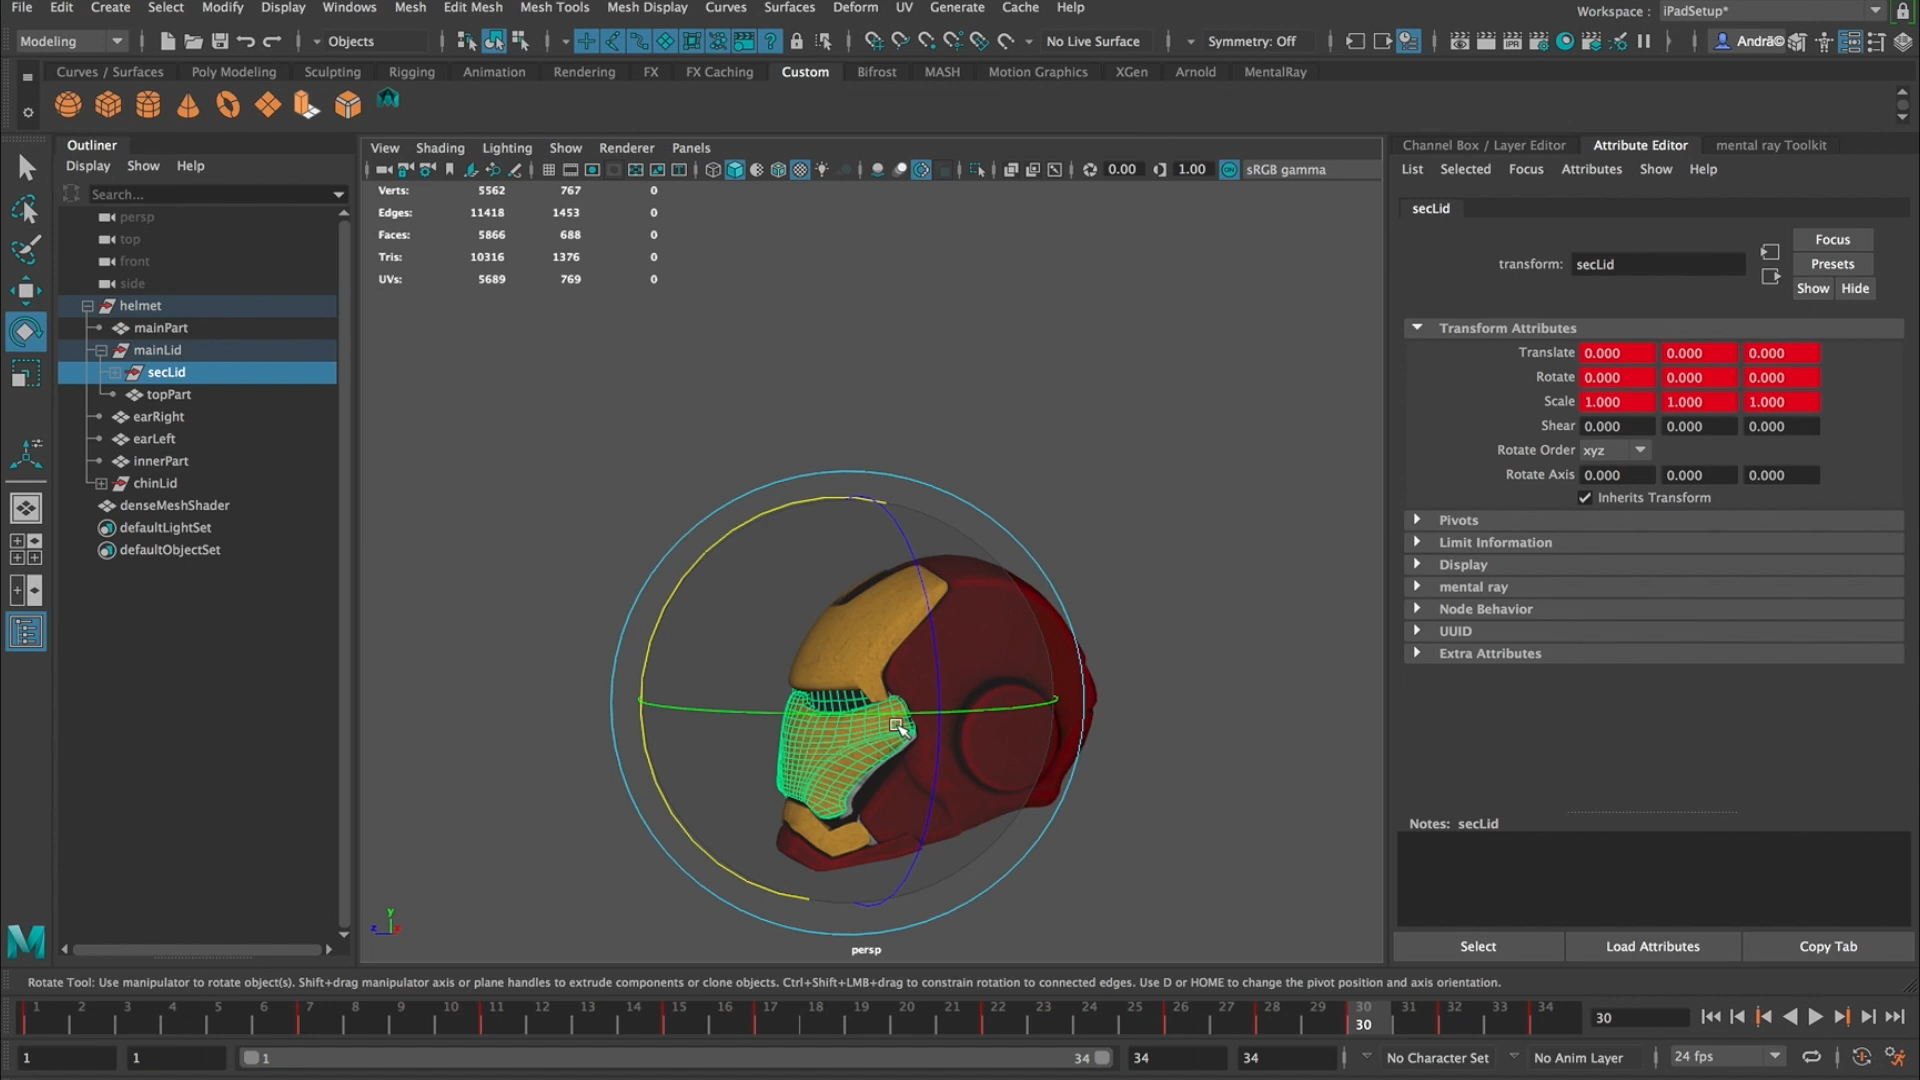 File Edit Create Select Modify Display Windows Mesh Edit Mesh Mesh Tools Mesh Display Curves Surfaces Deform UV Generate Cache Help
Workspace : iPadSetup*
Modeling Objects No Live Surface Symmetry: Off
Curves / Surfaces Poly Modeling Sculpting Rigging Animation Rendering FX FX Caching Custom Bifrost MASH Motion Graphics XGen Arnold MentalRay
Outliner
Display Show Help
Search...
persp
top
front
side
helmet
mainPart
mainLid
secLid
topPart
earRight
earLeft
innerPart
chinLid
denseMeshShader
defaultLightSet
defaultObjectSet
View Shading Lighting Show Renderer Panels
0.00 1.00 sRGB gamma
Verts: 5562 767 0
Edges: 11418 1453 0
Faces: 5866 688 0
Tris: 10316 1376 0
UVs: 5689 769 0
persp
Channel Box / Layer Editor Attribute Editor mental ray Toolkit
List Selected Focus Attributes Show Help
secLid
transform: secLid
Focus
Presets
Show Hide
Transform Attributes
Translate 0.000 0.000 0.000
Rotate 0.000 0.000 0.000
Scale 1.000 1.000 1.000
Shear 0.000 0.000 0.000
Rotate Order xyz
Rotate Axis 0.000 0.000 0.000
Inherits Transform
Pivots
Limit Information
Display
mental ray
Node Behavior
UUID
Extra Attributes
Notes: secLid
Select Load Attributes Copy Tab
Rotate Tool: Use manipulator to rotate object(s). Shift+drag manipulator axis or plane handles to extrude components or clone objects. Ctrl+Shift+LMB+drag to constrain rotation to connected edges. Use D or HOME to change the pivot position and axis orientation.
1 2 3 4 5 6 7 8 9 10 11 12 13 14 15 16 17 18 19 20 21 22 23 24 25 26 27 28 29 30 31 32 33 34
30 30
1 1 1 34 34 34 No Character Set No Anim Layer 24 fps